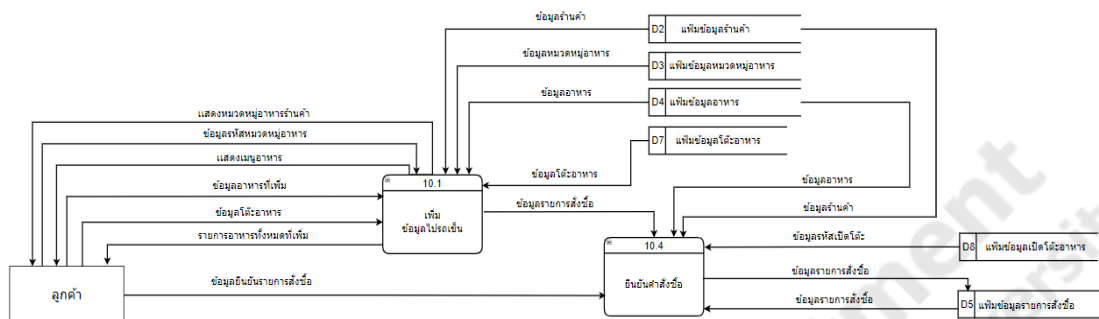 ข้อมูลร้านค้า
D2 แฟ้มข้อมูลร้านค้า
ข้อมูลหมวดหมู่อาหาร
D3 แฟ้มข้อมูลหมวดหมู่อาหาร
ข้อมูลอาหาร
D4 แฟ้มข้อมูลอาหาร
แสดงหมวดหมู่อาหารร้านค้า
ข้อมูลรหัสหมวดหมู่อาหาร
D7 แฟ้มข้อมูลโต๊ะอาหาร
แสดงเมนูอาหาร
ข้อมูลโต๊ะอาหาร
ข้อมูลอาหาร
10.1
ข้อมูลอาหารที่เพิ่ม
เพิ่ม
ข้อมูลไปรถเข็น
ข้อมูลรายการสั่งซื้อ
ข้อมูลร้านค้า
ข้อมูลโต๊ะอาหาร
รายการอาหารทั้งหมดที่เพิ่ม
10.4
ข้อมูลรหัสเปิดโต๊ะ
D8 แฟ้มข้อมูลเปิดโต๊ะอาหาร
ลูกค้า
ข้อมูลยืนยันรายการสั่งซื้อ
ยืนยันคำสั่งซื้อ
ข้อมูลรายการสั่งซื้อ
ข้อมูลรายการสั่งซื้อ
D5 แฟ้มข้อมูลรายการสั่งซื้อ